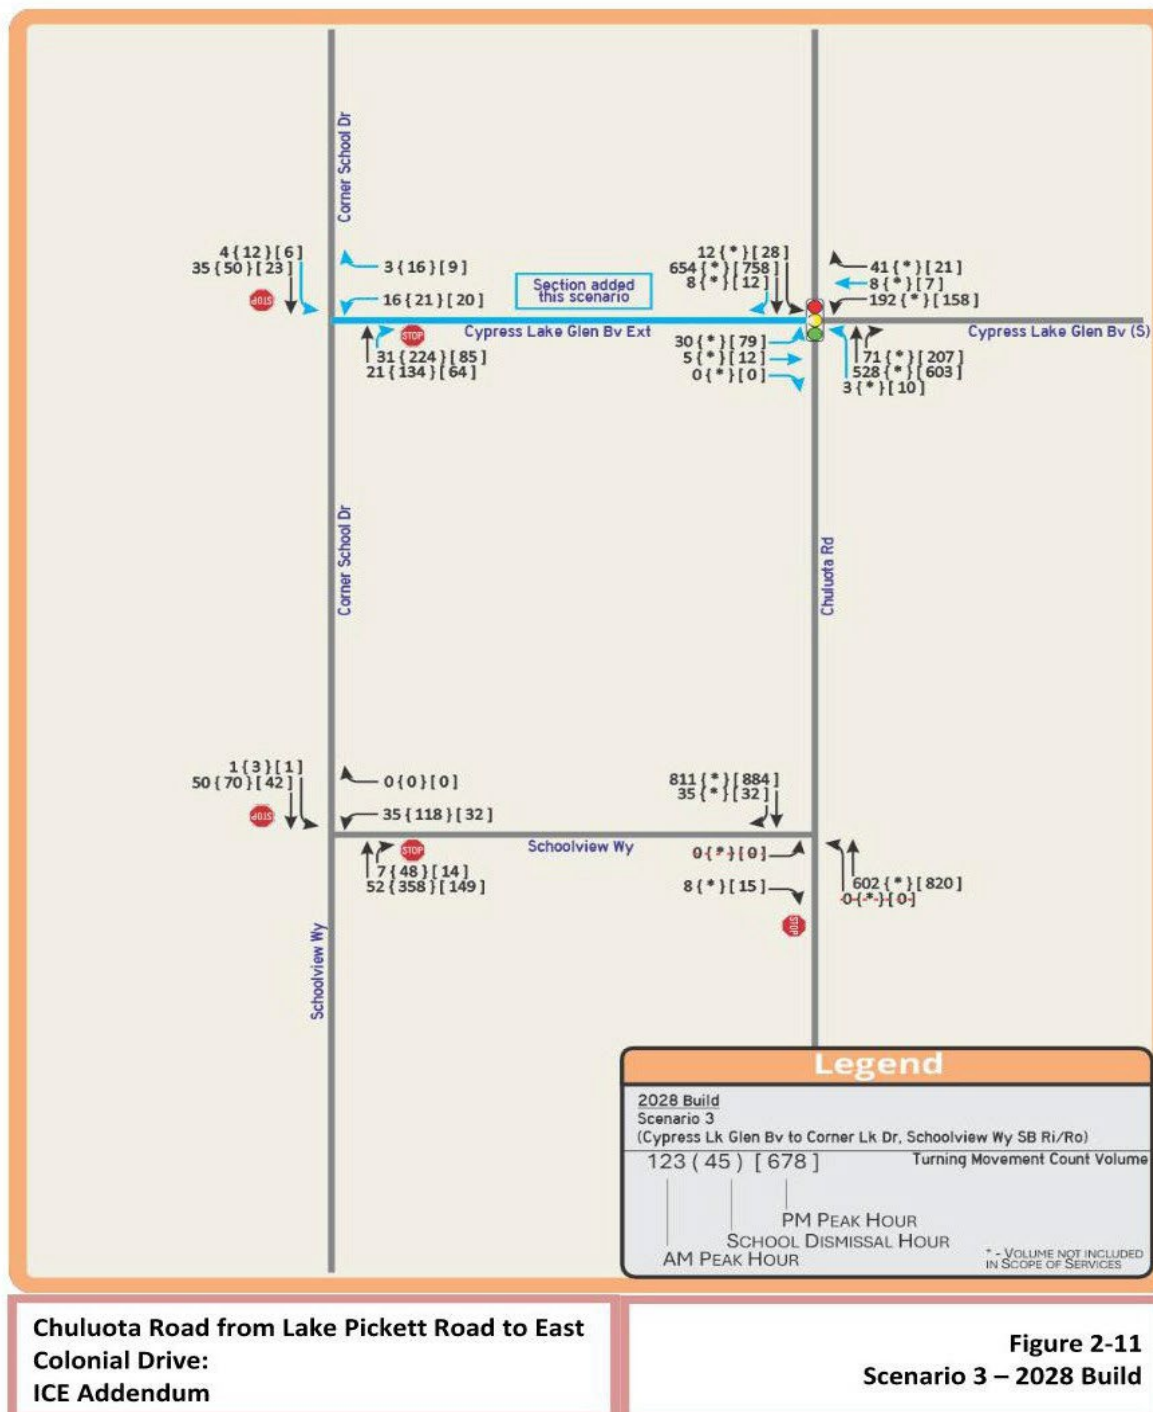 Corner School Dr
4 { 12 } [ 6 ]
35 { 50 } [ 23 ]
STOP
3 { 16 } [ 9 ]
16 { 21 } [ 20 ]
Section added
this scenario
12 { * } [ 28 ]
654 { * } [ 758 ]
8 { * } [ 12 ]
41 { * } [ 21 ]
8 { * } [ 7 ]
192 { * } [ 158 ]
Cypress Lake Glen Bv Ext
Cypress Lake Glen Bv (S)
STOP
31 { 224 } [ 85 ]
21 { 134 } [ 64 ]
30 { * } [ 79 ]
5 { * } [ 12 ]
0 { * } [ 0 ]
71 { * } [ 207 ]
528 { * } [ 603 ]
3 { * } [ 10 ]
Corner School Dr
Chuluota Rd
1 { 3 } [ 1 ]
50 { 70 } [ 42 ]
STOP
0 { 0 } [ 0 ]
35 { 118 } [ 32 ]
811 { * } [ 884 ]
35 { * } [ 32 ]
Schoolview Wy
STOP
7 { 48 } [ 14 ]
52 { 358 } [ 149 ]
0 { * } [ 0 ]
8 { * } [ 15 ]
STOP
602 { * } [ 820 ]
0 { * } [ 0 ]
Schoolview Wy
Legend
2028 Build
Scenario 3
(Cypress Lk Glen Bv to Corner Lk Dr, Schoolview Wy SB Ri/Ro)
123 ( 45 ) [ 678 ] Turning Movement Count Volume
PM PEAK HOUR
SCHOOL DISMISSAL HOUR
AM PEAK HOUR
* - VOLUME NOT INCLUDED
IN SCOPE OF SERVICES
Chuluota Road from Lake Pickett Road to East
Colonial Drive:
ICE Addendum
Figure 2-11
Scenario 3 – 2028 Build